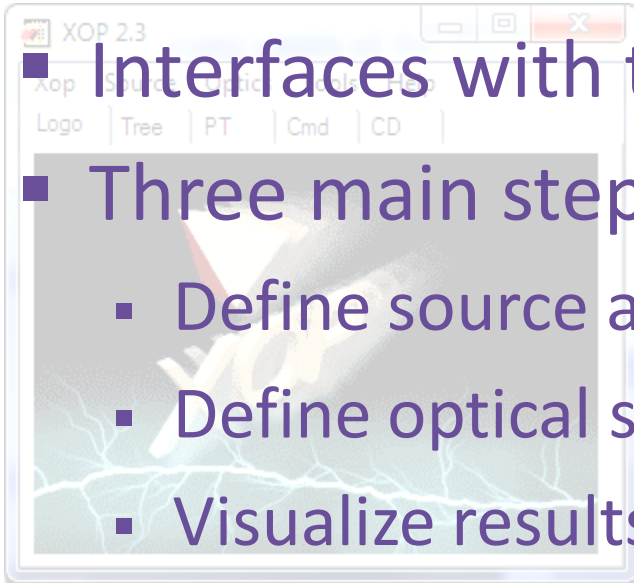 XOP 2.3
▪ Interfaces with t
Xop Source Optics Tools Help
Logo Tree PT Cmd CD
▪ Three main step
▪ Define source a
▪ Define optical s
▪ Visualize results
XOP